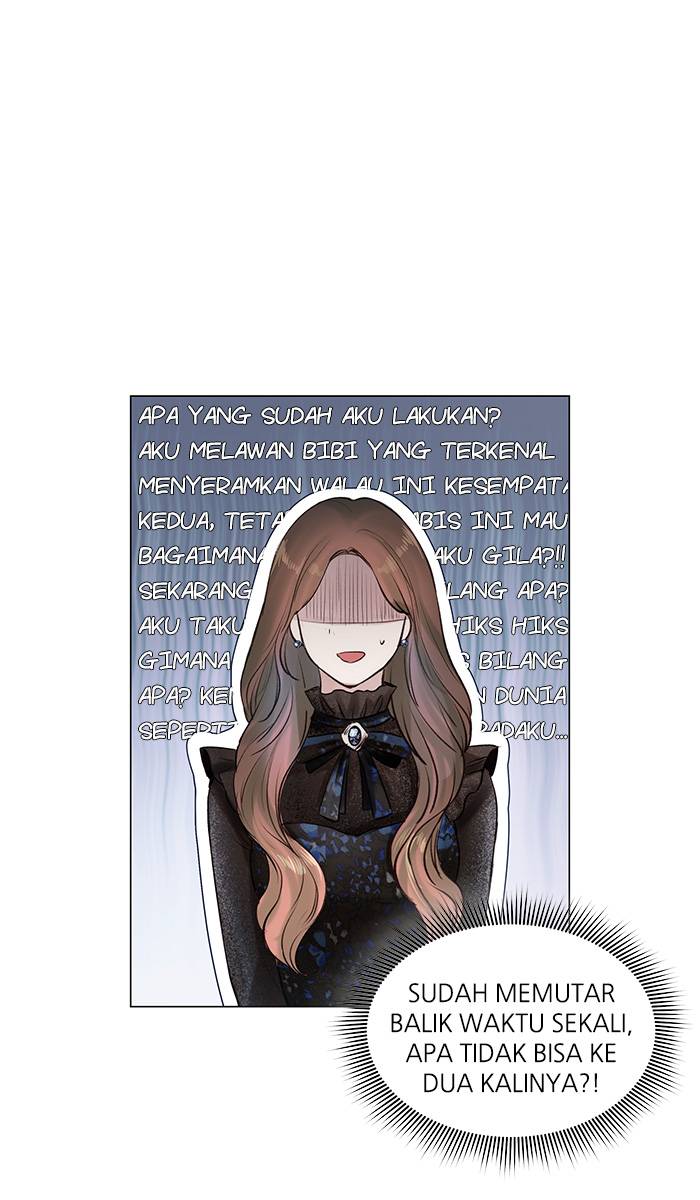 APA YANG SUDAH AKU LAKUKAN?
AKU MELAWAN BIBI YANG TERKENAL
MENYERAMKAN WALAU INI KESEMPATA
KEDUA, TETA BIS INI MAU
BAGAIMANA AKU GILA?!!
SEKARANG LANG APA?
AKU TAKU HIKS HIKS
GIMANA BILANG
APA? KE DUNIA
SEPERTI PADAKU...
SUDAH MEMUTAR
BALIK WAKTU SEKALI,
APA TIDAK BISA KE
DUA KALINYA?!